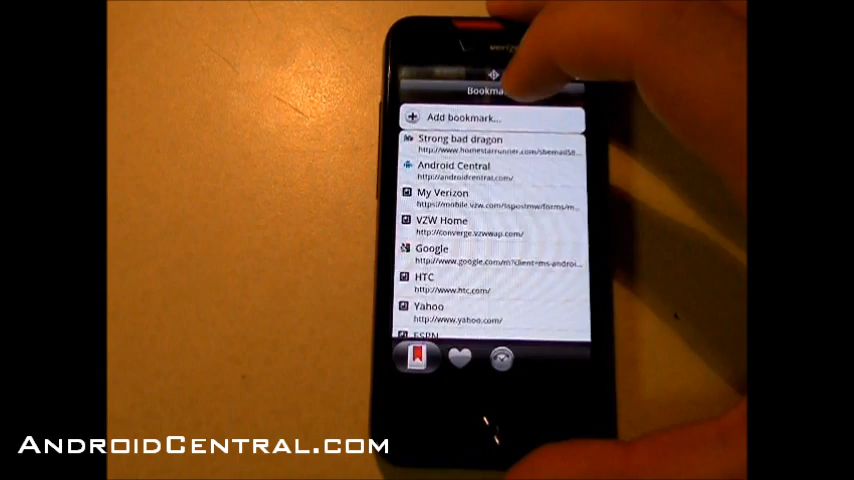 Add bookmark...
Strong bad dragon
Android Central
http://androidcentral.com/
My Verizon
VZW Home
http://converge.vzwwap.com/
Google
HTC
http://www.htc.com/
Yahoo
http://www.yahoo.com/
ESPN
ANDROIDCENTRAL.COM